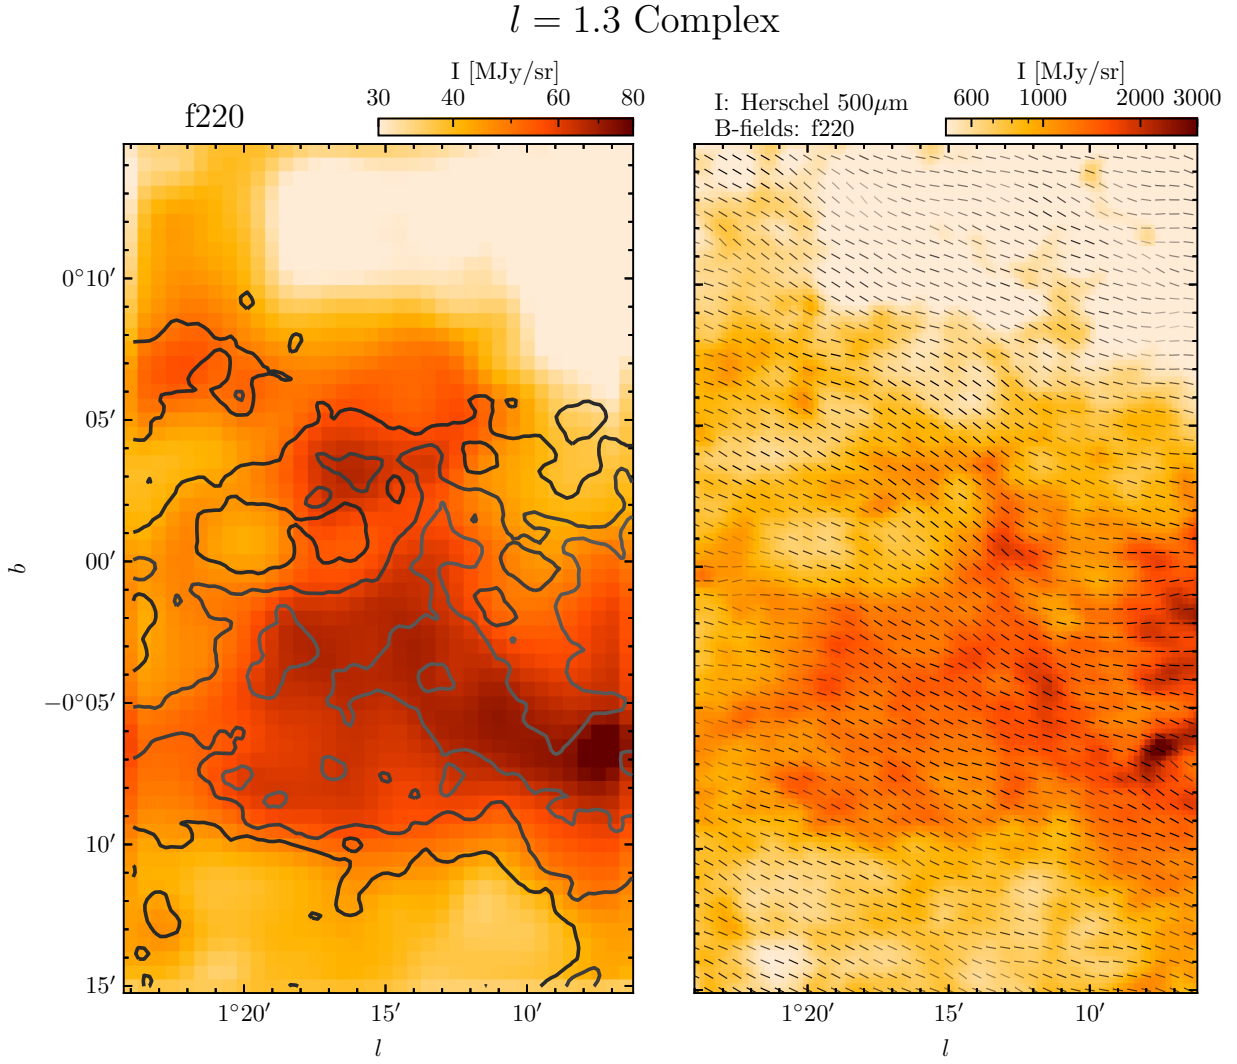 l = 1.3 Complex
f220
I [MJy/sr]
30 40 60 80
I: Herschel 500μm
B-fields: f220
I [MJy/sr]
600 1000 2000 3000
0°10′
05′
00′
−0°05′
10′
15′
b
1°20′ 15′ 10′
l
1°20′ 15′ 10′
l